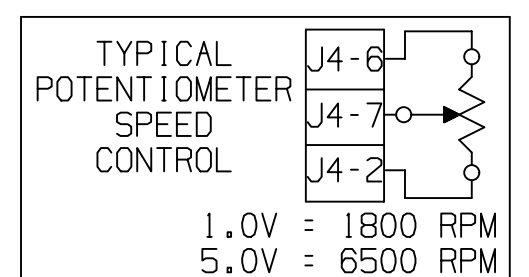 TYPICAL
POTENTIOMETER
SPEED
CONTROL
J4-6
J4-7
J4-2
1.0V = 1800 RPM
5.0V = 6500 RPM